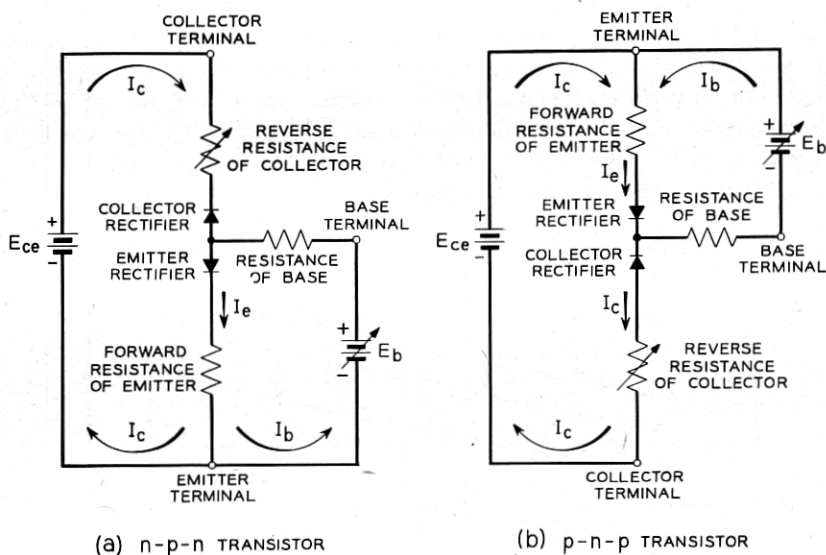 COLLECTOR
TERMINAL
Ic
REVERSE
RESISTANCE
OF COLLECTOR
COLLECTOR
RECTIFIER
BASE
TERMINAL
+
Ece
-
EMITTER
RECTIFIER
RESISTANCE
OF BASE
Ie
+
Eb
-
FORWARD
RESISTANCE
OF EMITTER
Ic
Ib
EMITTER
TERMINAL
(a) n-p-n TRANSISTOR
EMITTER
TERMINAL
Ic
Ib
FORWARD
RESISTANCE
OF EMITTER
+
Eb
-
Ie
EMITTER
RECTIFIER
RESISTANCE
OF BASE
+
Ece
-
COLLECTOR
RECTIFIER
BASE
TERMINAL
Ic
REVERSE
RESISTANCE
OF COLLECTOR
Ic
COLLECTOR
TERMINAL
(b) p-n-p TRANSISTOR